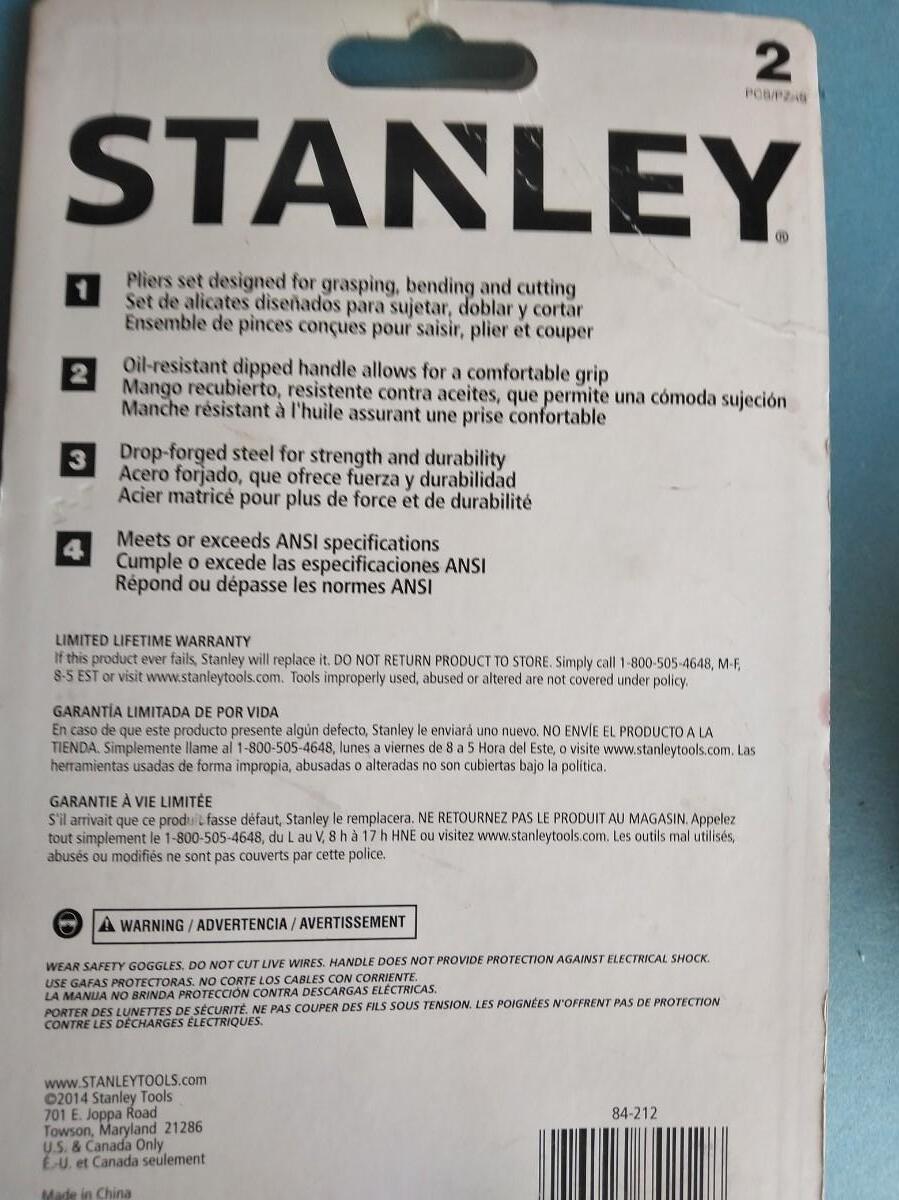 2
PCS/PZAS
STANLEY®
1 Pliers set designed for grasping, bending and cutting
Set de alicates diseñados para sujetar, doblar y cortar
Ensemble de pinces conçues pour saisir, plier et couper
2 Oil-resistant dipped handle allows for a comfortable grip
Mango recubierto, resistente contra aceites, que permite una cómoda sujeción
Manche résistant à l'huile assurant une prise confortable
3 Drop-forged steel for strength and durability
Acero forjado, que ofrece fuerza y durabilidad
Acier matricé pour plus de force et de durabilité
4 Meets or exceeds ANSI specifications
Cumple o excede las especificaciones ANSI
Répond ou dépasse les normes ANSI
LIMITED LIFETIME WARRANTY
If this product ever fails, Stanley will replace it. DO NOT RETURN PRODUCT TO STORE. Simply call 1-800-505-4648, M-F,
8-5 EST or visit www.stanleytools.com. Tools improperly used, abused or altered are not covered under policy.
GARANTÍA LIMITADA DE POR VIDA
En caso de que este producto presente algún defecto, Stanley le enviará uno nuevo. NO ENVÍE EL PRODUCTO A LA
TIENDA. Simplemente llame al 1-800-505-4648, lunes a viernes de 8 a 5 Hora del Este, o visite www.stanleytools.com. Las
herramientas usadas de forma impropia, abusadas o alteradas no son cubiertas bajo la política.
GARANTIE À VIE LIMITÉE
S'il arrivait que ce produit fasse défaut, Stanley le remplacera. NE RETOURNEZ PAS LE PRODUIT AU MAGASIN. Appelez
tout simplement le 1-800-505-4648, du L au V, 8 h à 17 h HNE ou visitez www.stanleytools.com. Les outils mal utilisés,
abusés ou modifiés ne sont pas couverts par cette police.
WARNING / ADVERTENCIA / AVERTISSEMENT
WEAR SAFETY GOGGLES. DO NOT CUT LIVE WIRES. HANDLE DOES NOT PROVIDE PROTECTION AGAINST ELECTRICAL SHOCK.
USE GAFAS PROTECTORAS. NO CORTE LOS CABLES CON CORRIENTE.
LA MANIJA NO BRINDA PROTECCIÓN CONTRA DESCARGAS ELÉCTRICAS.
PORTER DES LUNETTES DE SÉCURITÉ. NE PAS COUPER DES FILS SOUS TENSION. LES POIGNÉES N'OFFRENT PAS DE PROTECTION
CONTRE LES DÉCHARGES ÉLECTRIQUES.
www.STANLEYTOOLS.com
©2014 Stanley Tools
701 E. Joppa Road
Towson, Maryland 21286
U.S. & Canada Only
É.-U. et Canada seulement
Made in China
84-212